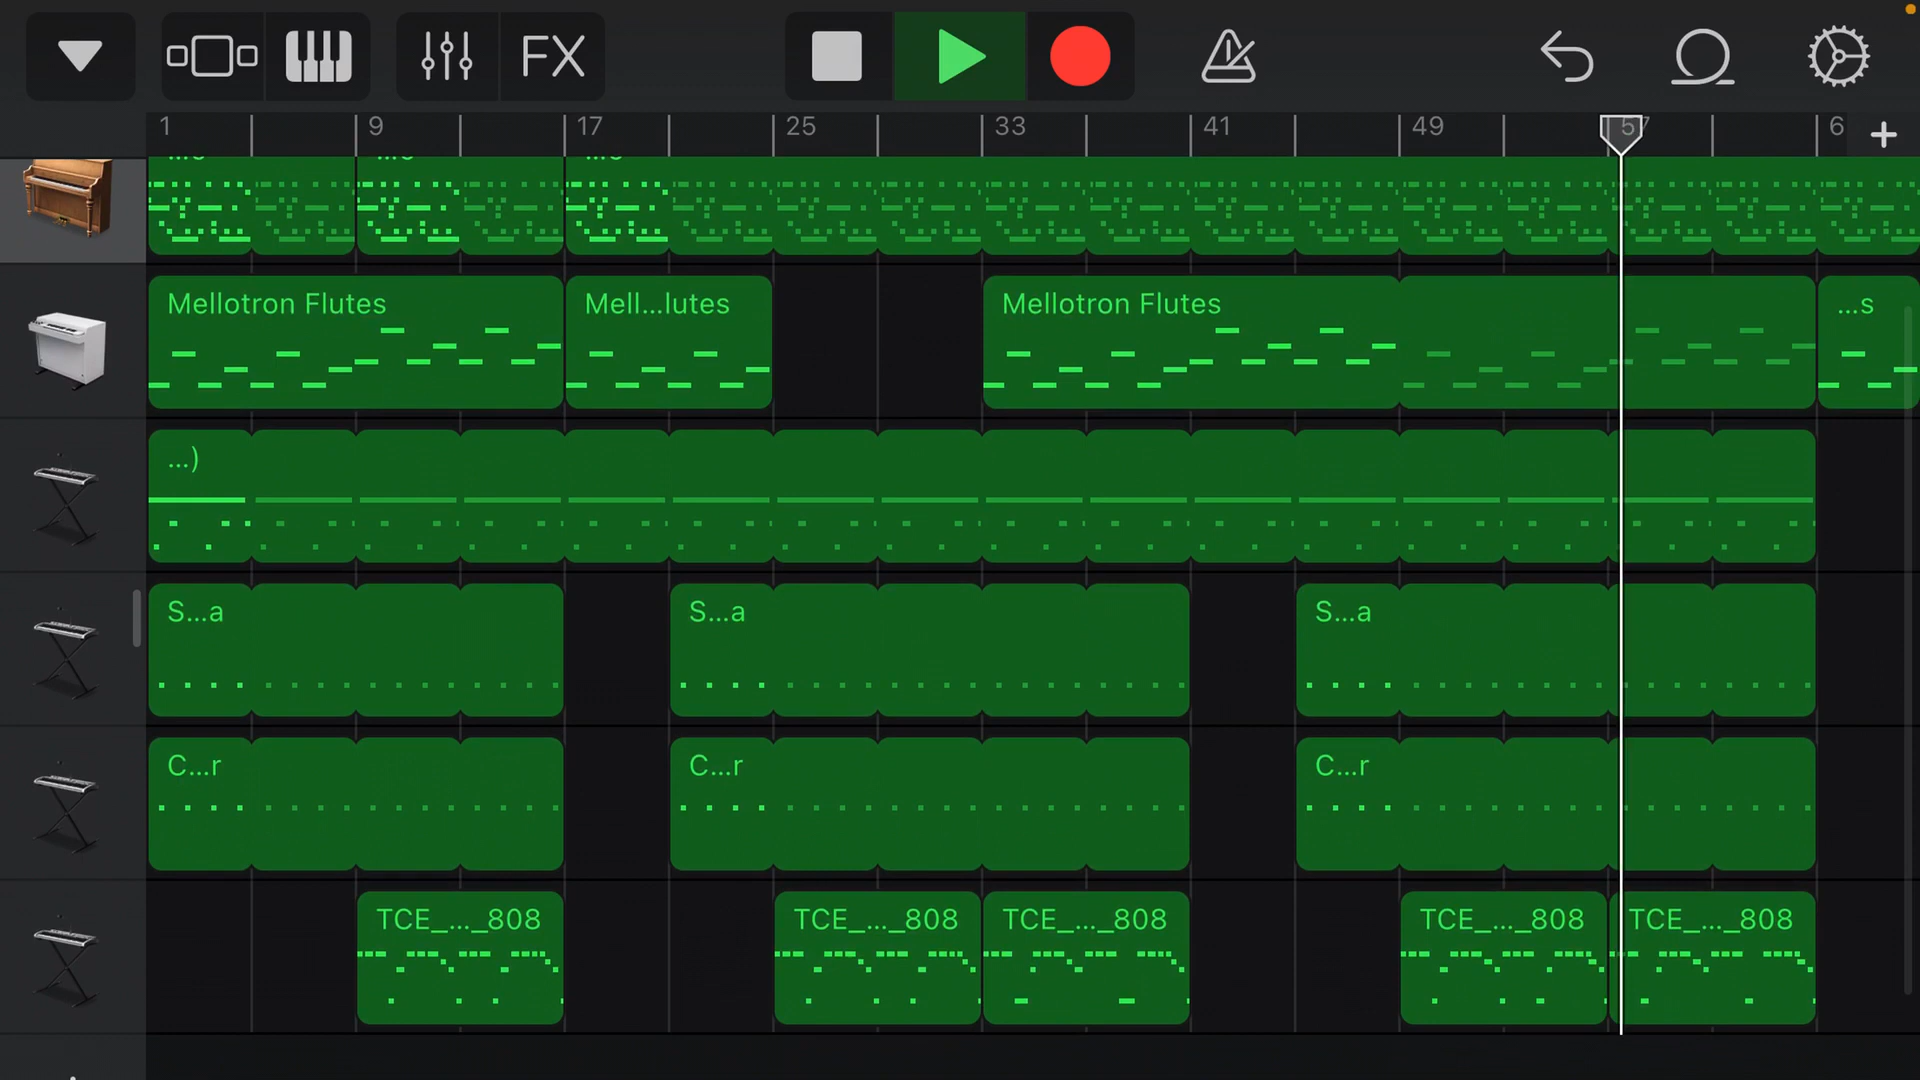 FX
1 9 17 25 33 41 49 57 6
Mellotron Flutes Mell...lutes Mellotron Flutes ...s
...)
S...a S...a S...a
C...r C...r C...r
TCE_..._808 TCE_..._808 TCE_..._808 TCE_..._808 TCE_..._808